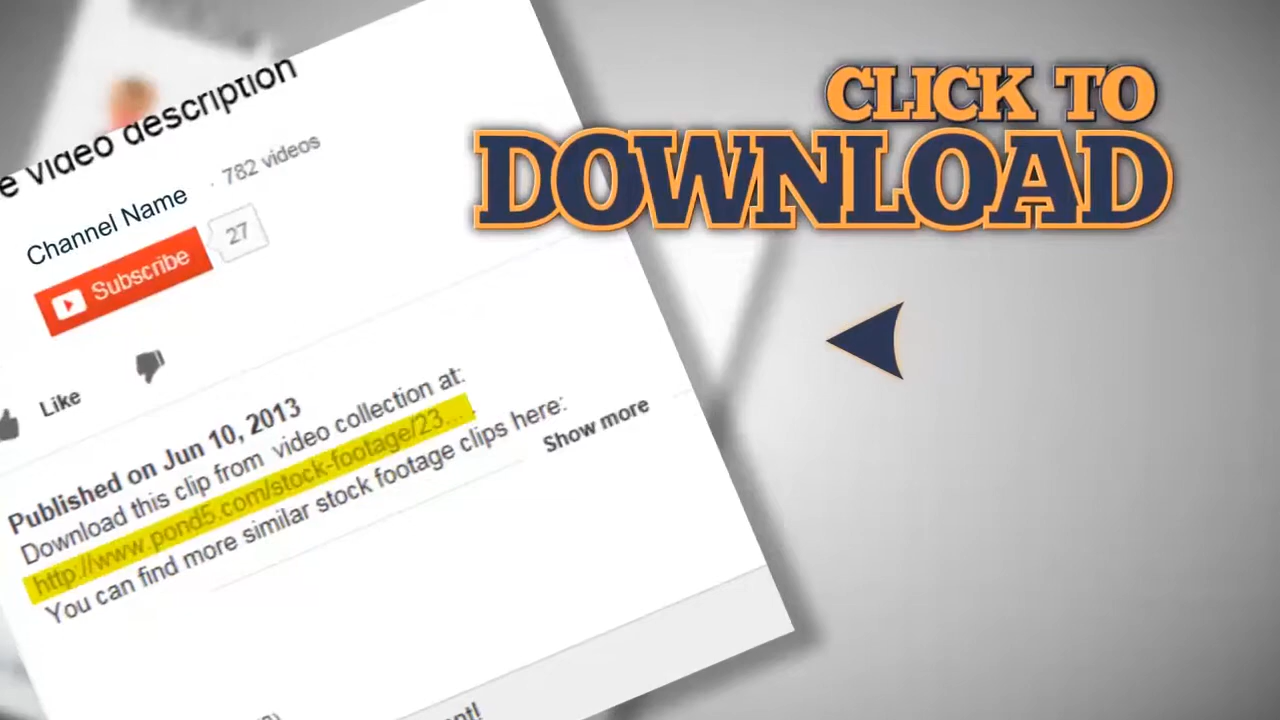 CLICK TO
DOWNLOAD
e video description
Channel Name
782 videos
Subscribe
27
Like
Published on Jun 10, 2013
Download this clip from video collection at:
http://www.pond5.com/stock-footage/23... .
You can find more similar stock footage clips here:
Show more